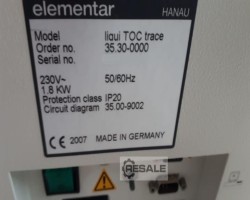 elementar HANAU
Model liqui TOC trace
Order no. 35.30-0000
Serial no.
230V~ 50/60Hz
1.8 KW
Protection class IP20
Circuit diagram 35.00-9002
CE 2007 MADE IN GERMANY
RESALE